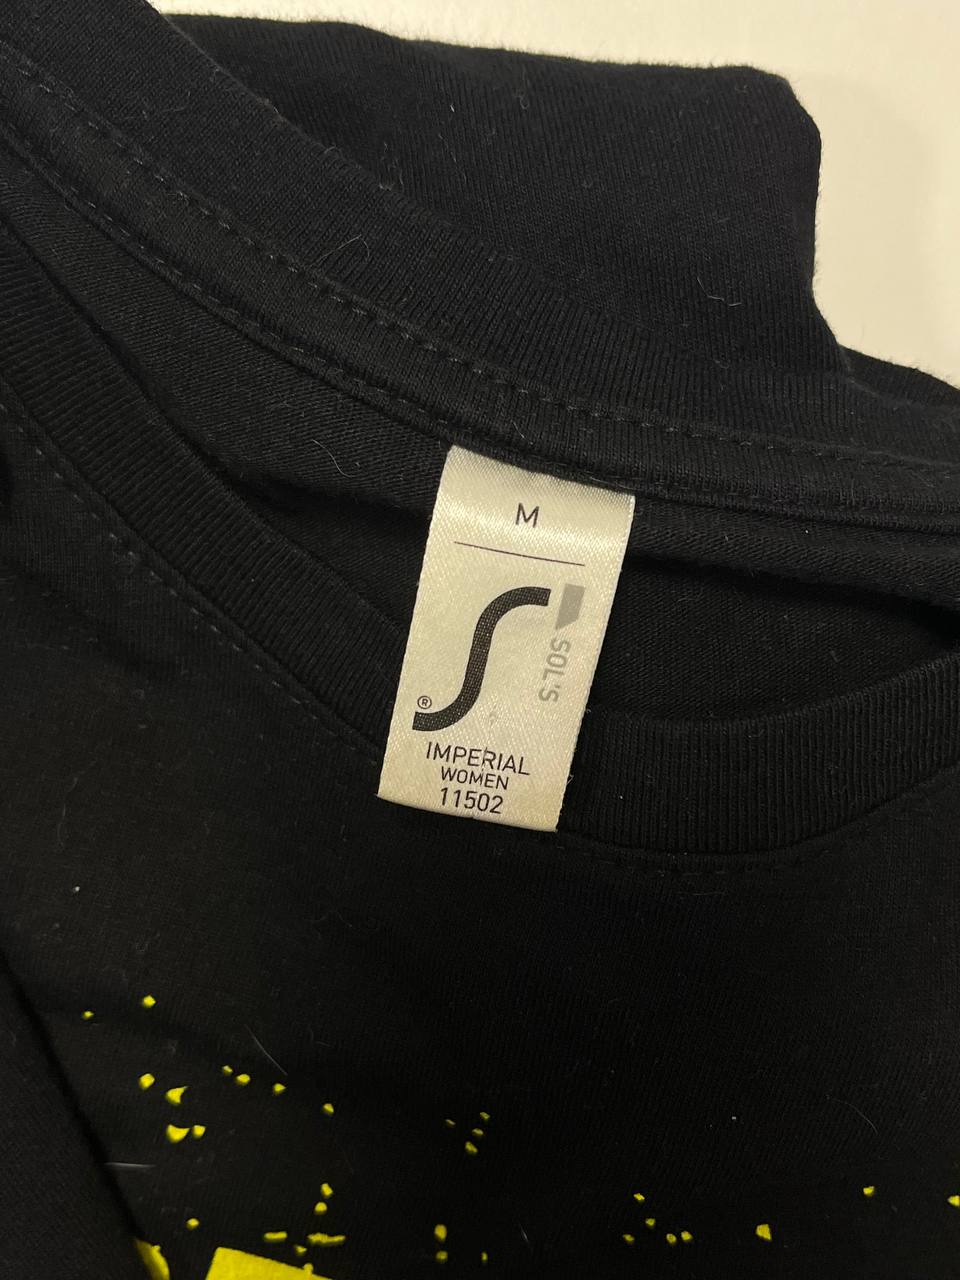 M
SOL'S
®
IMPERIAL
WOMEN
11502